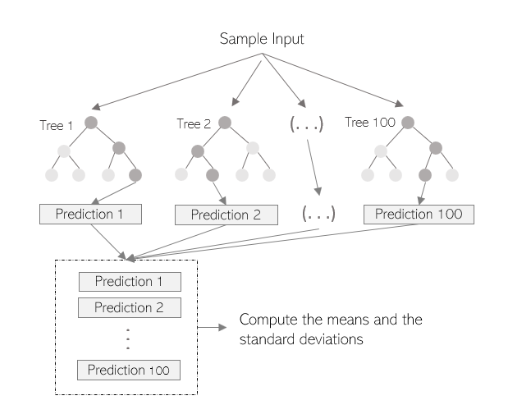 Sample Input
Tree 1
Tree 2
(...)
Tree 100
Prediction 1
Prediction 2
(...)
Prediction 100
Prediction 1
Prediction 2
Prediction 100
Compute the means and the
standard deviations